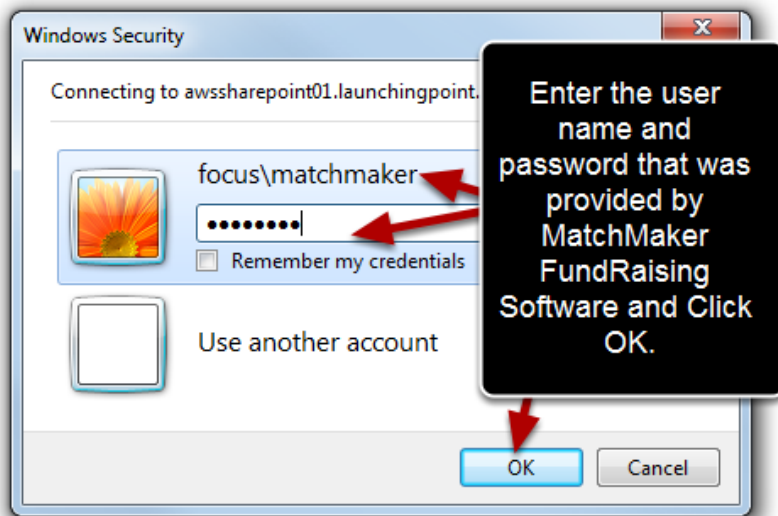 Windows Security
Connecting to awssharepoint01.launchingpoint.
focus\matchmaker
●●●●●●●●
Remember my credentials
Use another account
Enter the user
name and
password that was
provided by
MatchMaker
FundRaising
Software and Click
OK.
OK
Cancel